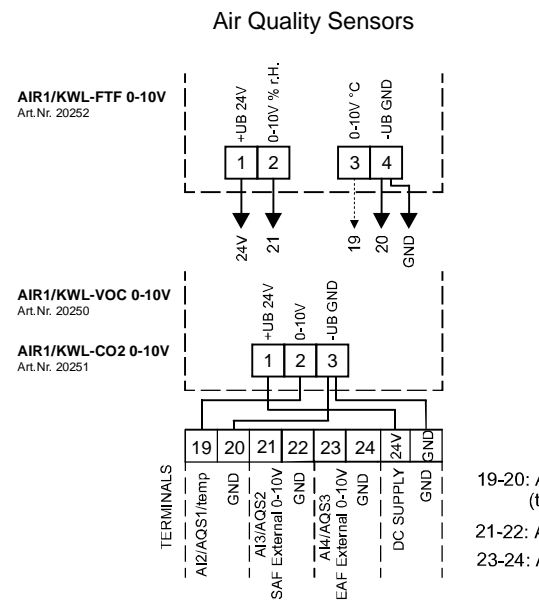 Air Quality Sensors
AIR1/KWL-FTF 0-10V
Art.Nr. 20252
+UB 24V
0-10V % r.H.
0-10V °C
-UB GND
1 2 3 4
24V
21
19
20
GND
AIR1/KWL-VOC 0-10V
Art.Nr. 20250
AIR1/KWL-CO2 0-10V
Art.Nr. 20251
+UB 24V
0-10V
-UB GND
1 2 3
19 20 21 22 23 24 24V GND
TERMINALS
AI2/AQS1/temp
GND
AI3/AQS2
SAF External 0-10V
GND
AI4/AQS3
EAF External 0-10V
GND
DC SUPPLY
GND
19-20: A
(t
21-22: A
23-24: A